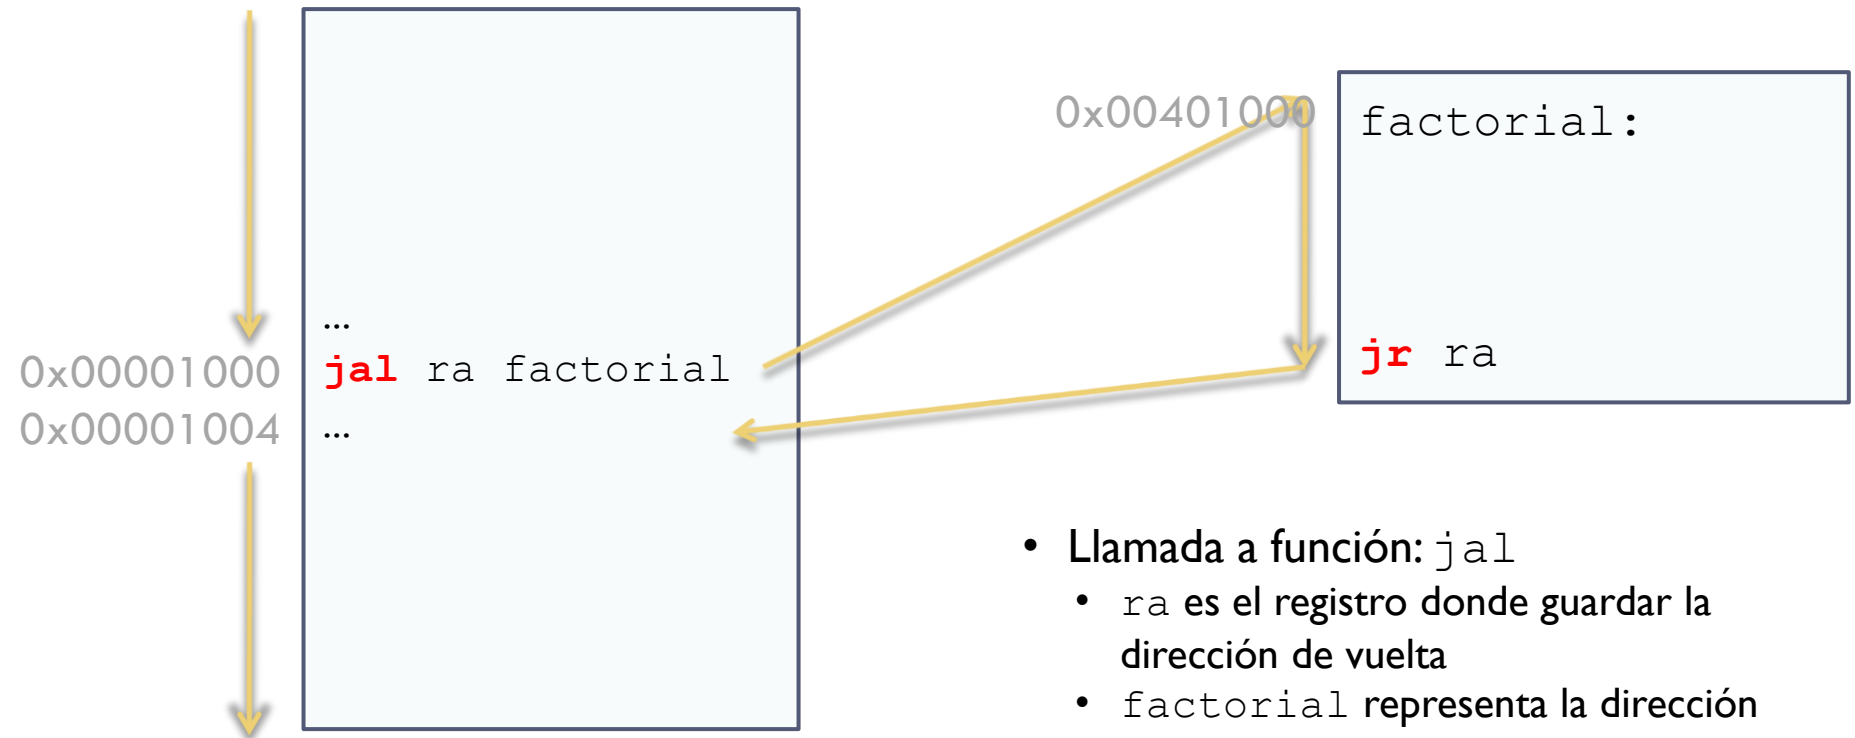 ...
0x00001000 jal ra factorial
0x00001004 ...
0x00401000 factorial:
jr ra
• Llamada a función: jal
• ra es el registro donde guardar la
dirección de vuelta
• factorial representa la dirección